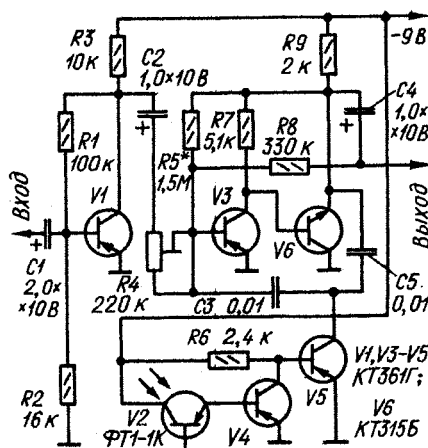 R3
10к
C2
1,0×10В
R9
2к
-9В
C4
1,0×
×10В
R1
100к
R5*
1,5М
R7
5,1к
R8
330 к
Вход
V1
V3
V6
Выход
C1
2,0×
×10В
R4
220 к
C3 0,01
C5
0,01
R2
16к
R6 2,4к
V2
ФТ1-1К
V4
V5
V1,V3-V5
КТ361Г;
V6
КТ315Б